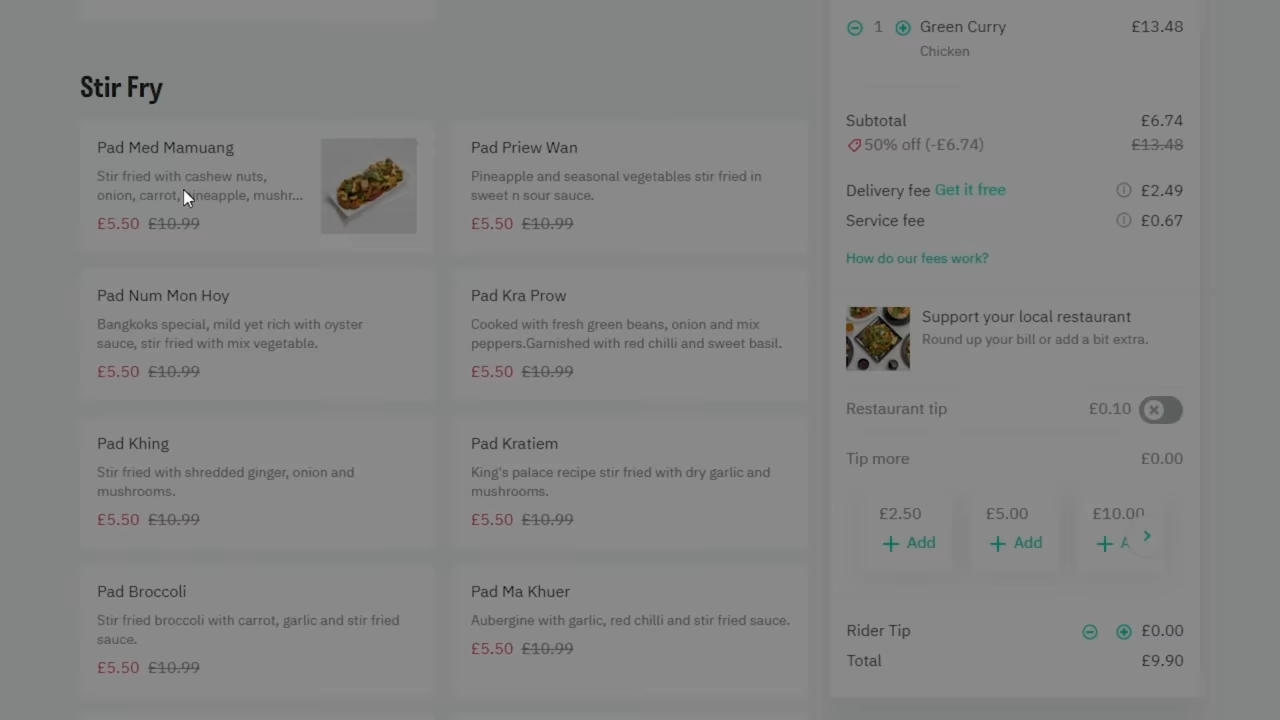 Stir Fry
Pad Med Mamuang
Stir fried with cashew nuts,
onion, carrot, pineapple, mushr...
£5.50 £10.99
Pad Priew Wan
Pineapple and seasonal vegetables stir fried in
sweet n sour sauce.
£5.50 £10.99
Pad Num Mon Hoy
Bangkoks special, mild yet rich with oyster
sauce, stir fried with mix vegetable.
£5.50 £10.99
Pad Kra Prow
Cooked with fresh green beans, onion and mix
peppers.Garnished with red chilli and sweet basil.
£5.50 £10.99
Pad Khing
Stir fried with shredded ginger, onion and
mushrooms.
£5.50 £10.99
Pad Kratiem
King's palace recipe stir fried with dry garlic and
mushrooms.
£5.50 £10.99
Pad Broccoli
Stir fried broccoli with carrot, garlic and stir fried
sauce.
£5.50 £10.99
Pad Ma Khuer
Aubergine with garlic, red chilli and stir fried sauce.
£5.50 £10.99
1 Green Curry £13.48
Chicken
Subtotal £6.74
50% off (-£6.74) £13.48
Delivery fee Get it free £2.49
Service fee £0.67
How do our fees work?
Support your local restaurant
Round up your bill or add a bit extra.
Restaurant tip £0.10
Tip more £0.00
£2.50 £5.00 £10.00
+ Add + Add + A
Rider Tip £0.00
Total £9.90